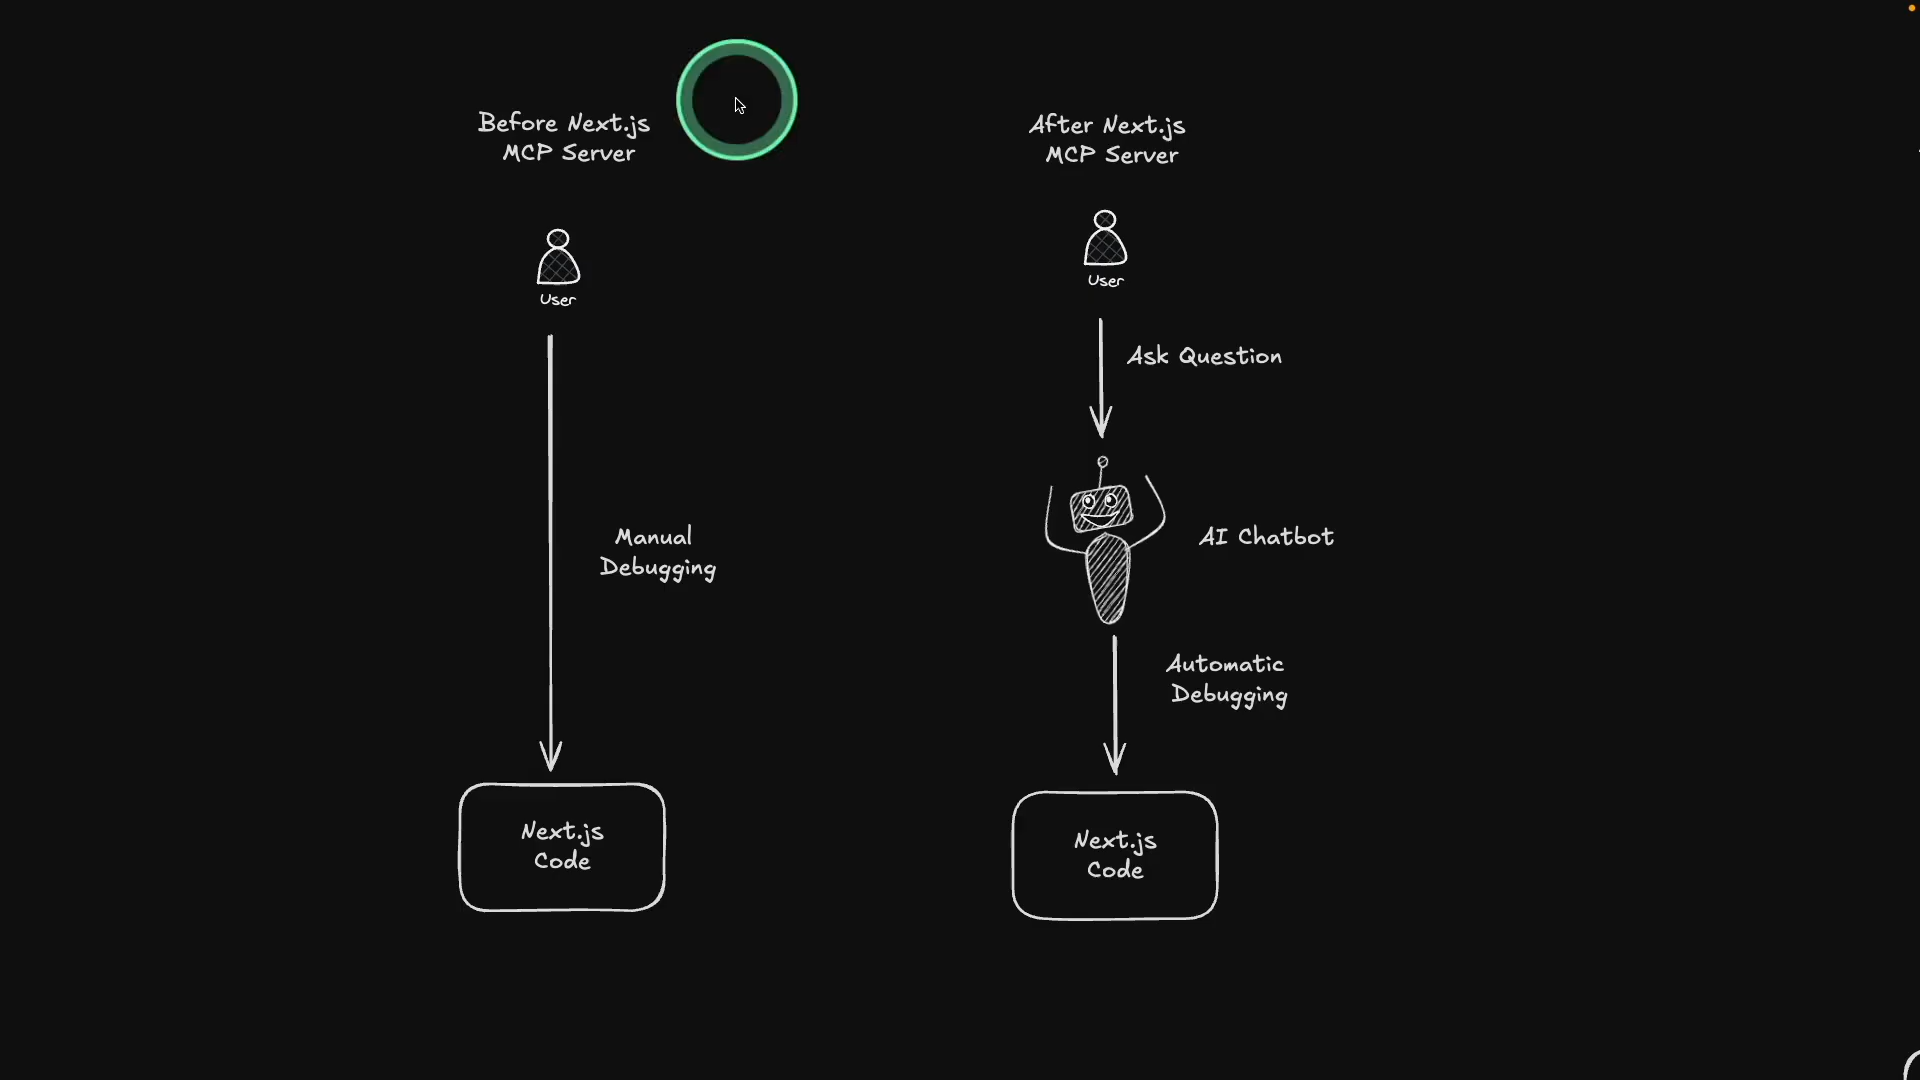 Before Next.js
MCP Server
User
Manual
Debugging
Next.js
Code
After Next.js
MCP Server
User
Ask Question
AI Chatbot
Automatic
Debugging
Next.js
Code